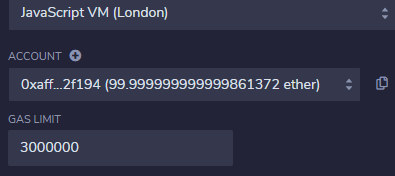 JavaScript VM (London)
ACCOUNT
0xaff...2f194 (99.999999999999861372 ether)
GAS LIMIT
3000000